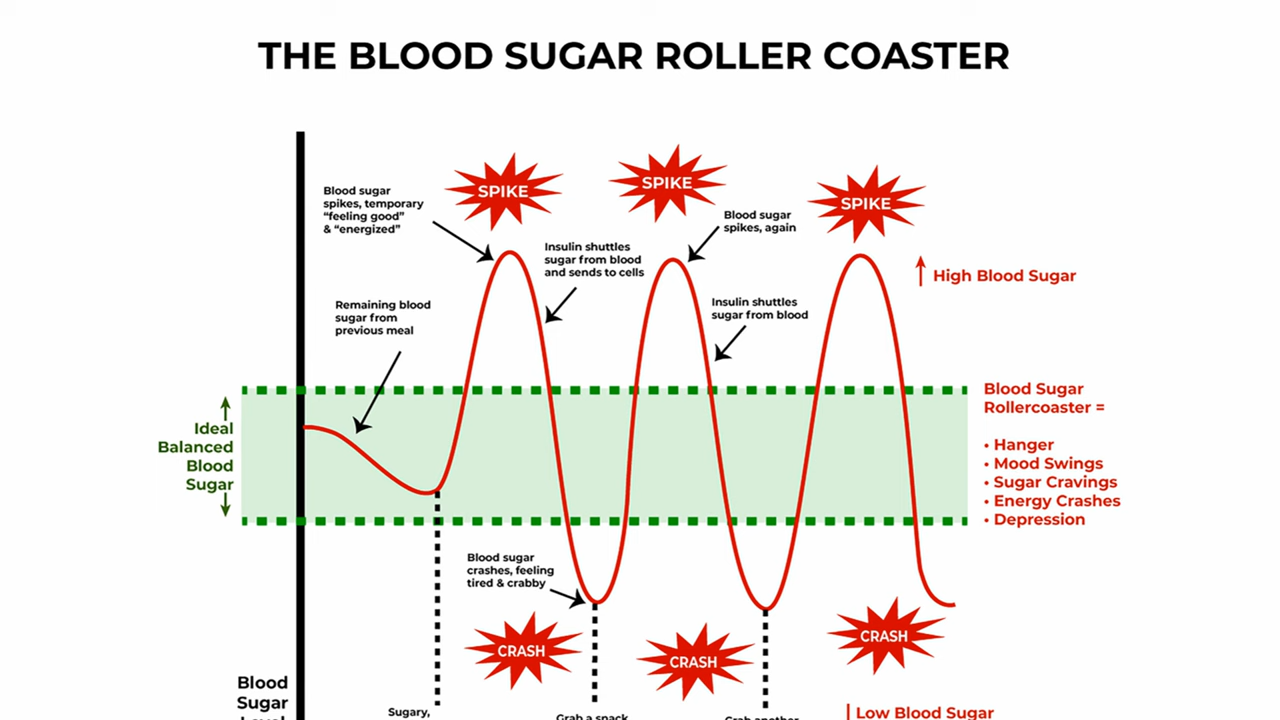 THE BLOOD SUGAR ROLLER COASTER
SPIKE
SPIKE
SPIKE
Blood sugar
spikes, temporary
“feeling good”
& “energized”
Insulin shuttles
sugar from blood
and sends to cells
Blood sugar
spikes, again
High Blood Sugar
Remaining blood
sugar from
previous meal
Insulin shuttles
sugar from blood
Ideal
Balanced
Blood
Sugar
Blood Sugar
Rollercoaster =
• Hanger
• Mood Swings
• Sugar Cravings
• Energy Crashes
• Depression
Blood sugar
crashes, feeling
tired & crabby
CRASH
CRASH
CRASH
Blood
Sugar
Level
Sugary,
Grab a snack
Grab another
Low Blood Sugar